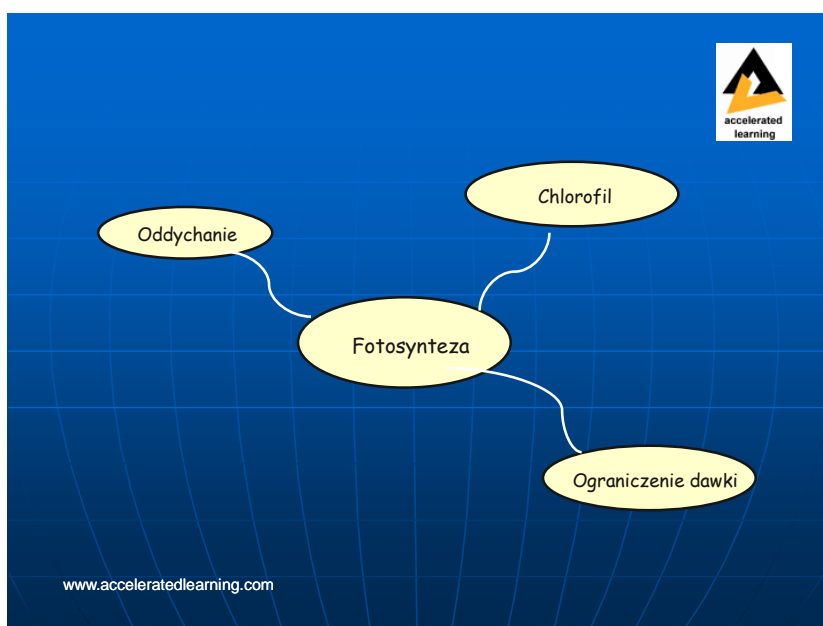 accelerated
learning
Chlorofil
Oddychanie
Fotosynteza
Ograniczenie dawki
www.acceleratedlearning.com